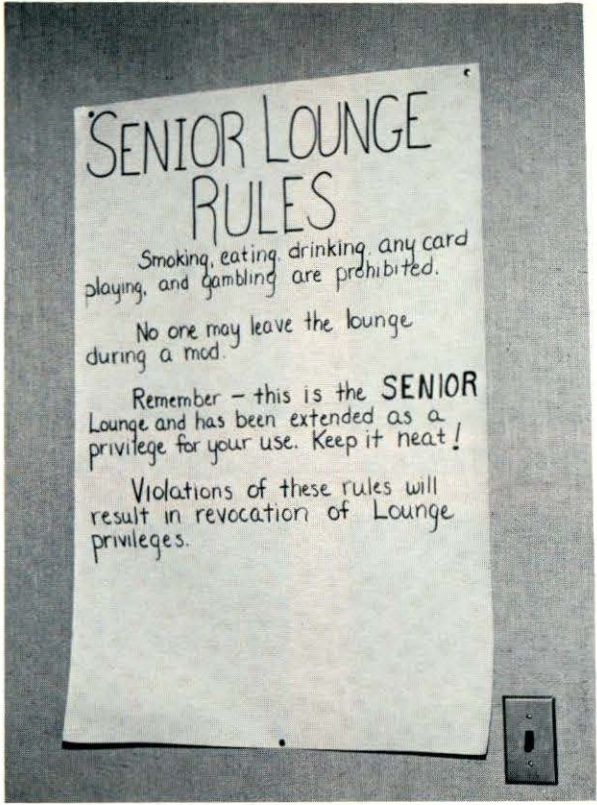 SENIOR LOUNGE
RULES
Smoking, eating, drinking, any card
playing, and gambling are prohibited.
No one may leave the lounge
during a mod.
Remember – this is the SENIOR
Lounge and has been extended as a
privilege for your use. Keep it neat!
Violations of these rules will
result in revocation of Lounge
privileges.